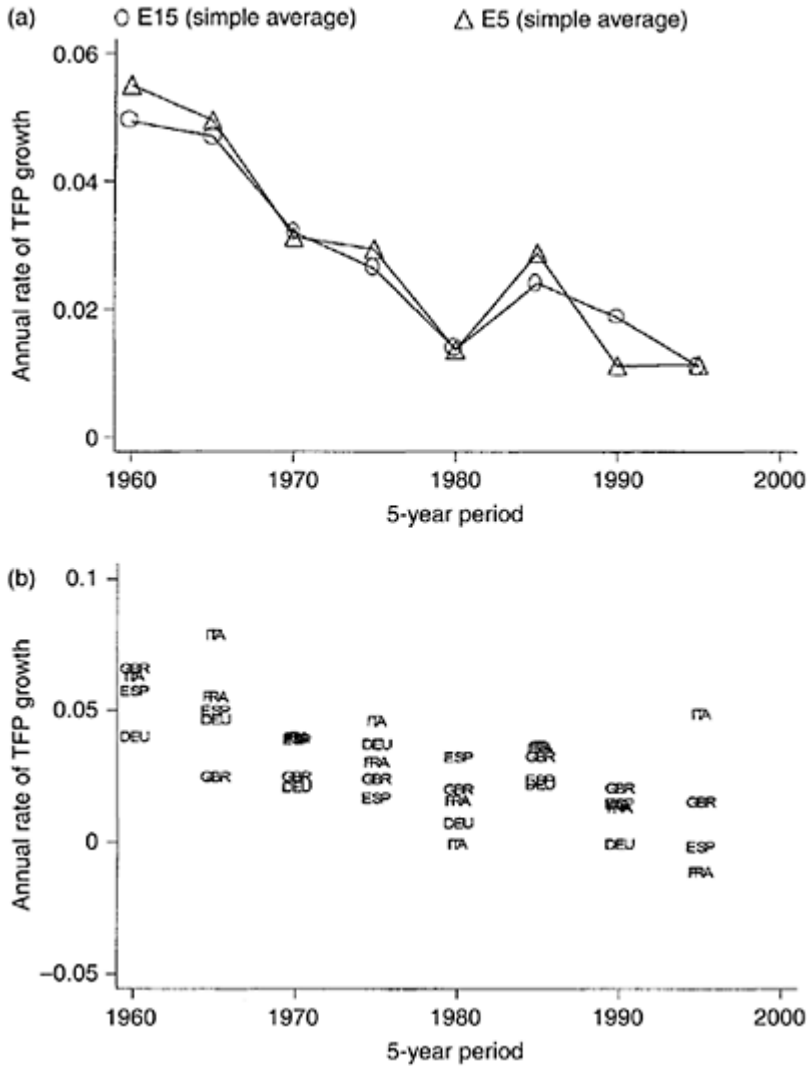 (a) E15 (simple average) E5 (simple average)
0.06
0.04
0.02
0
Annual rate of TFP growth
1960 1970 1980 1990 2000
5-year period
(b) 0.1
0.05
0
−0.05
Annual rate of TFP growth
GBR
ITA
ESP
DEU
ITA
FRA
ESP
DEU
GBR
GBR
DEU
ITA
DEU
FRA
GBR
ESP
ESP
GBR
FRA
DEU
ITA
GBR
DEU
GBR
DEU
ITA
GBR
ESP
FRA
1960 1970 1980 1990 2000
5-year period